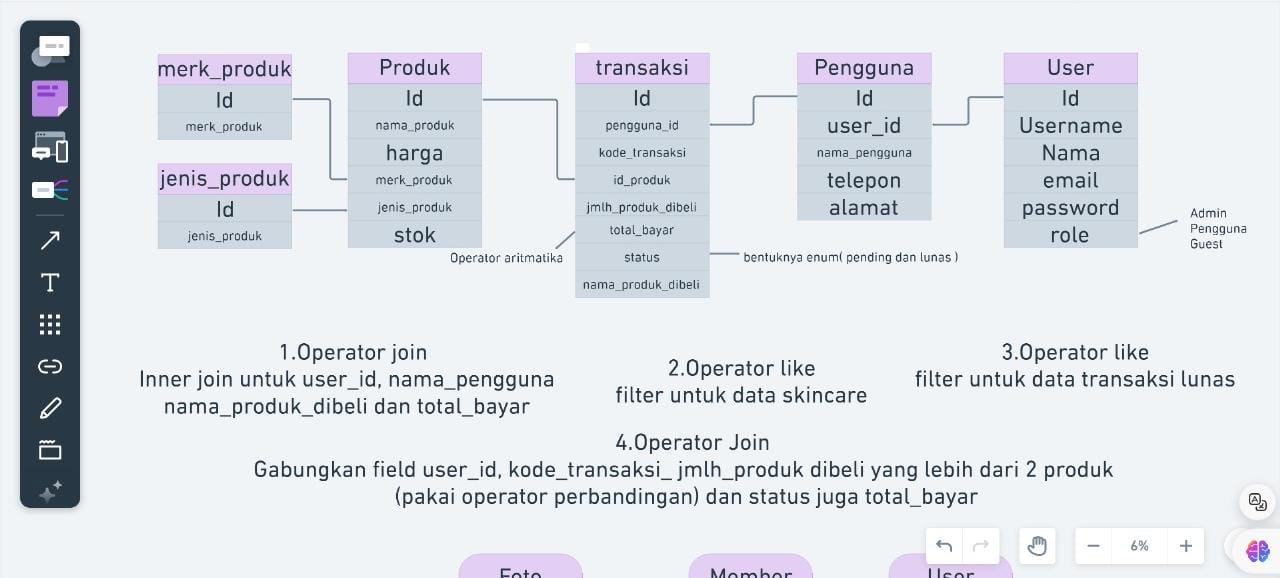 merk_produk
Id
merk_produk
jenis_produk
Id
jenis_produk
Produk
Id
nama_produk
harga
merk_produk
jenis_produk
stok
transaksi
Id
pengguna_id
kode_transaksi
id_produk
jmlh_produk_dibeli
total_bayar
status
nama_produk_dibeli
Operator aritmatika
bentuknya enum( pending dan lunas )
Pengguna
Id
user_id
nama_pengguna
telepon
alamat
User
Id
Username
Nama
email
password
role
Admin
Pengguna
Guest
1.Operator join
Inner join untuk user_id, nama_pengguna
nama_produk_dibeli dan total_bayar
2.Operator like
filter untuk data skincare
3.Operator like
filter untuk data transaksi lunas
4.Operator Join
Gabungkan field user_id, kode_transaksi_ jmlh_produk dibeli yang lebih dari 2 produk
(pakai operator perbandingan) dan status juga total_bayar
6%
Foto
Member
User